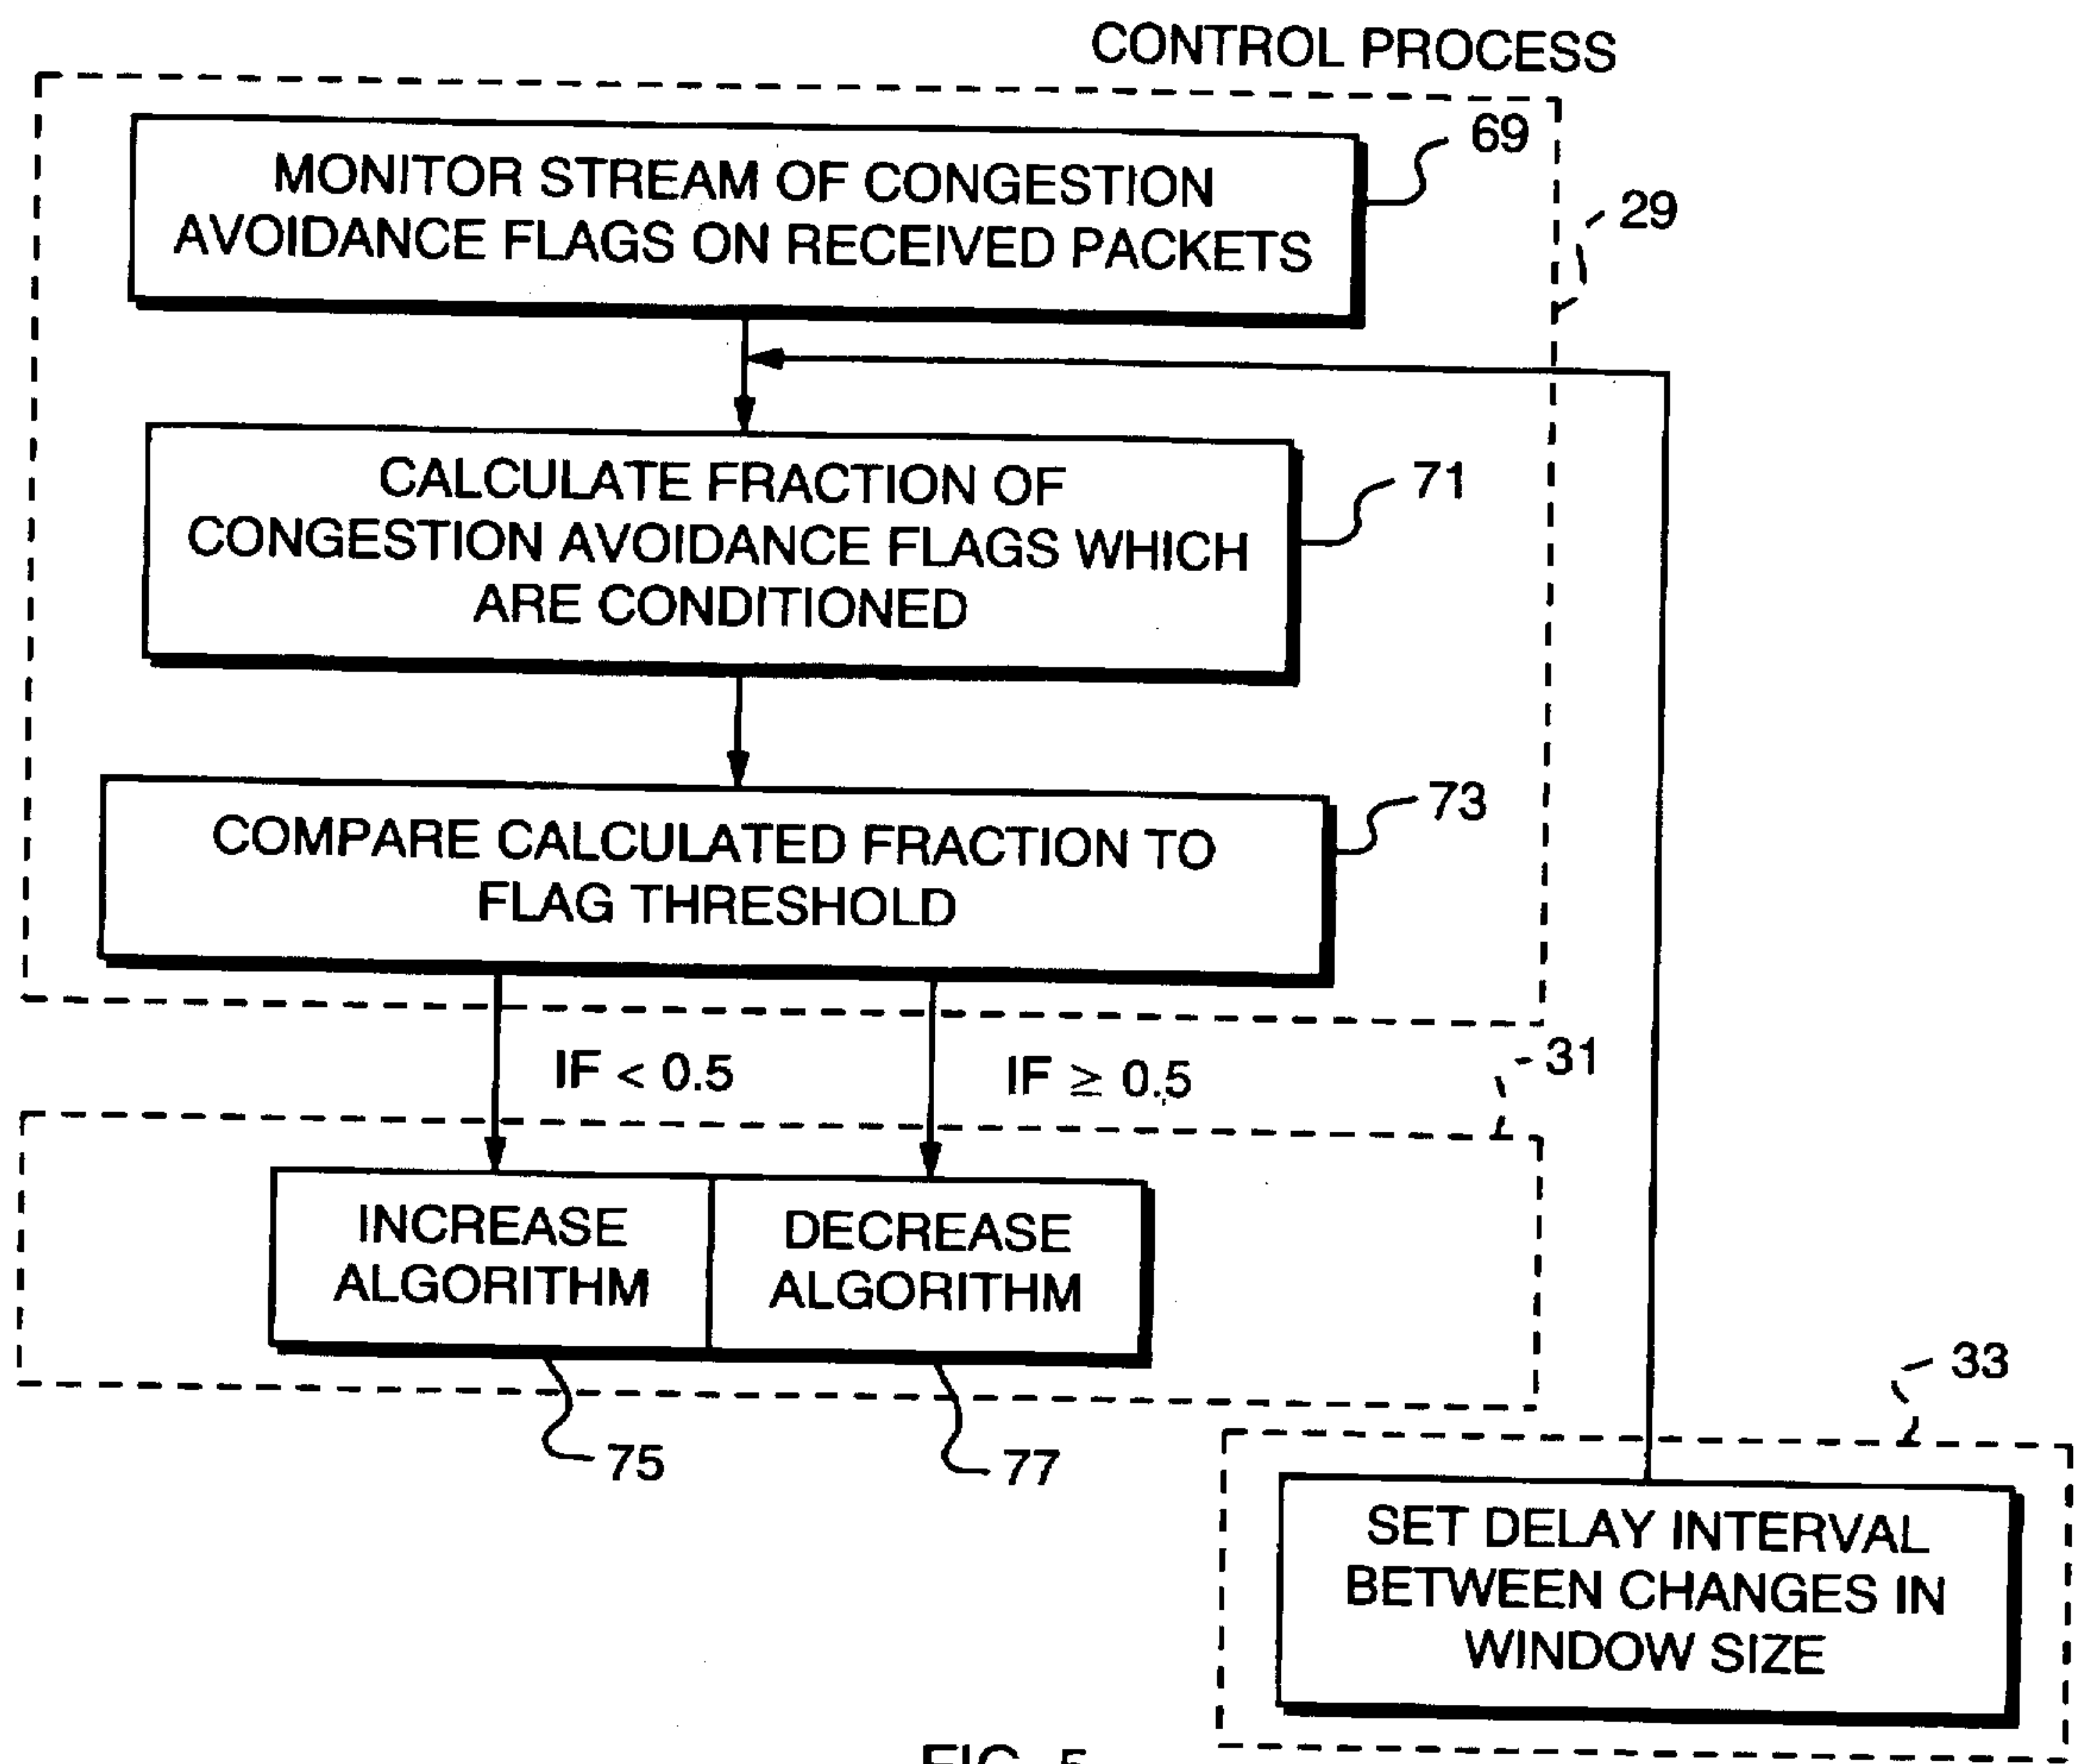 CONTROL PROCESS
69
MONITOR STREAM OF CONGESTION
AVOIDANCE FLAGS ON RECEIVED PACKETS
29
CALCULATE FRACTION OF
CONGESTION AVOIDANCE FLAGS WHICH
ARE CONDITIONED
71
COMPARE CALCULATED FRACTION TO
FLAG THRESHOLD
73
IF < 0.5
IF ≥ 0.5
31
INCREASE
ALGORITHM
DECREASE
ALGORITHM
75
77
33
SET DELAY INTERVAL
BETWEEN CHANGES IN
WINDOW SIZE
FIG. 5